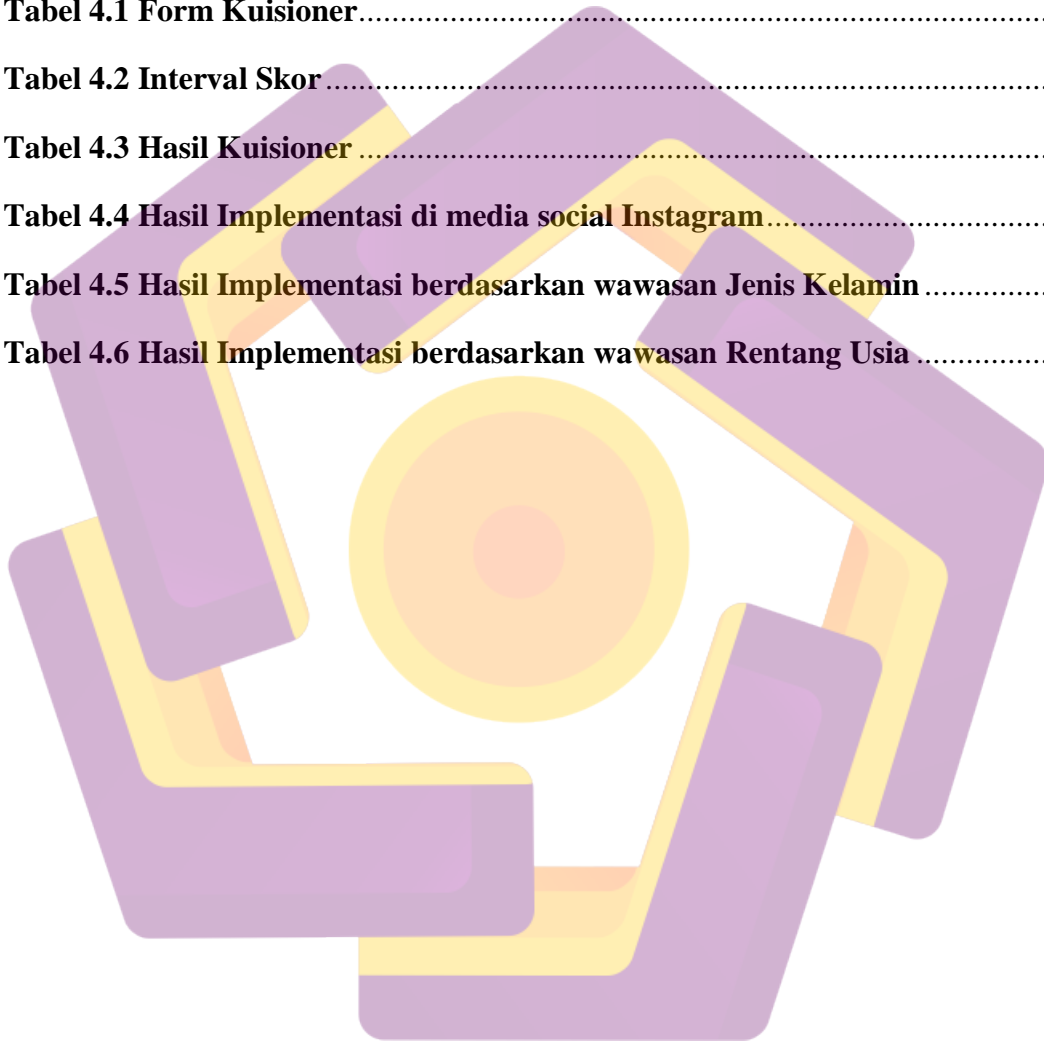 Tabel 4.1 Form Kuisioner..........................................................................................
Tabel 4.2 Interval Skor..........................................................................................
Tabel 4.3 Hasil Kuisioner..........................................................................................
Tabel 4.4 Hasil Implementasi di media social Instagram...................................
Tabel 4.5 Hasil Implementasi berdasarkan wawasan Jenis Kelamin...............
Tabel 4.6 Hasil Implementasi berdasarkan wawasan Rentang Usia................